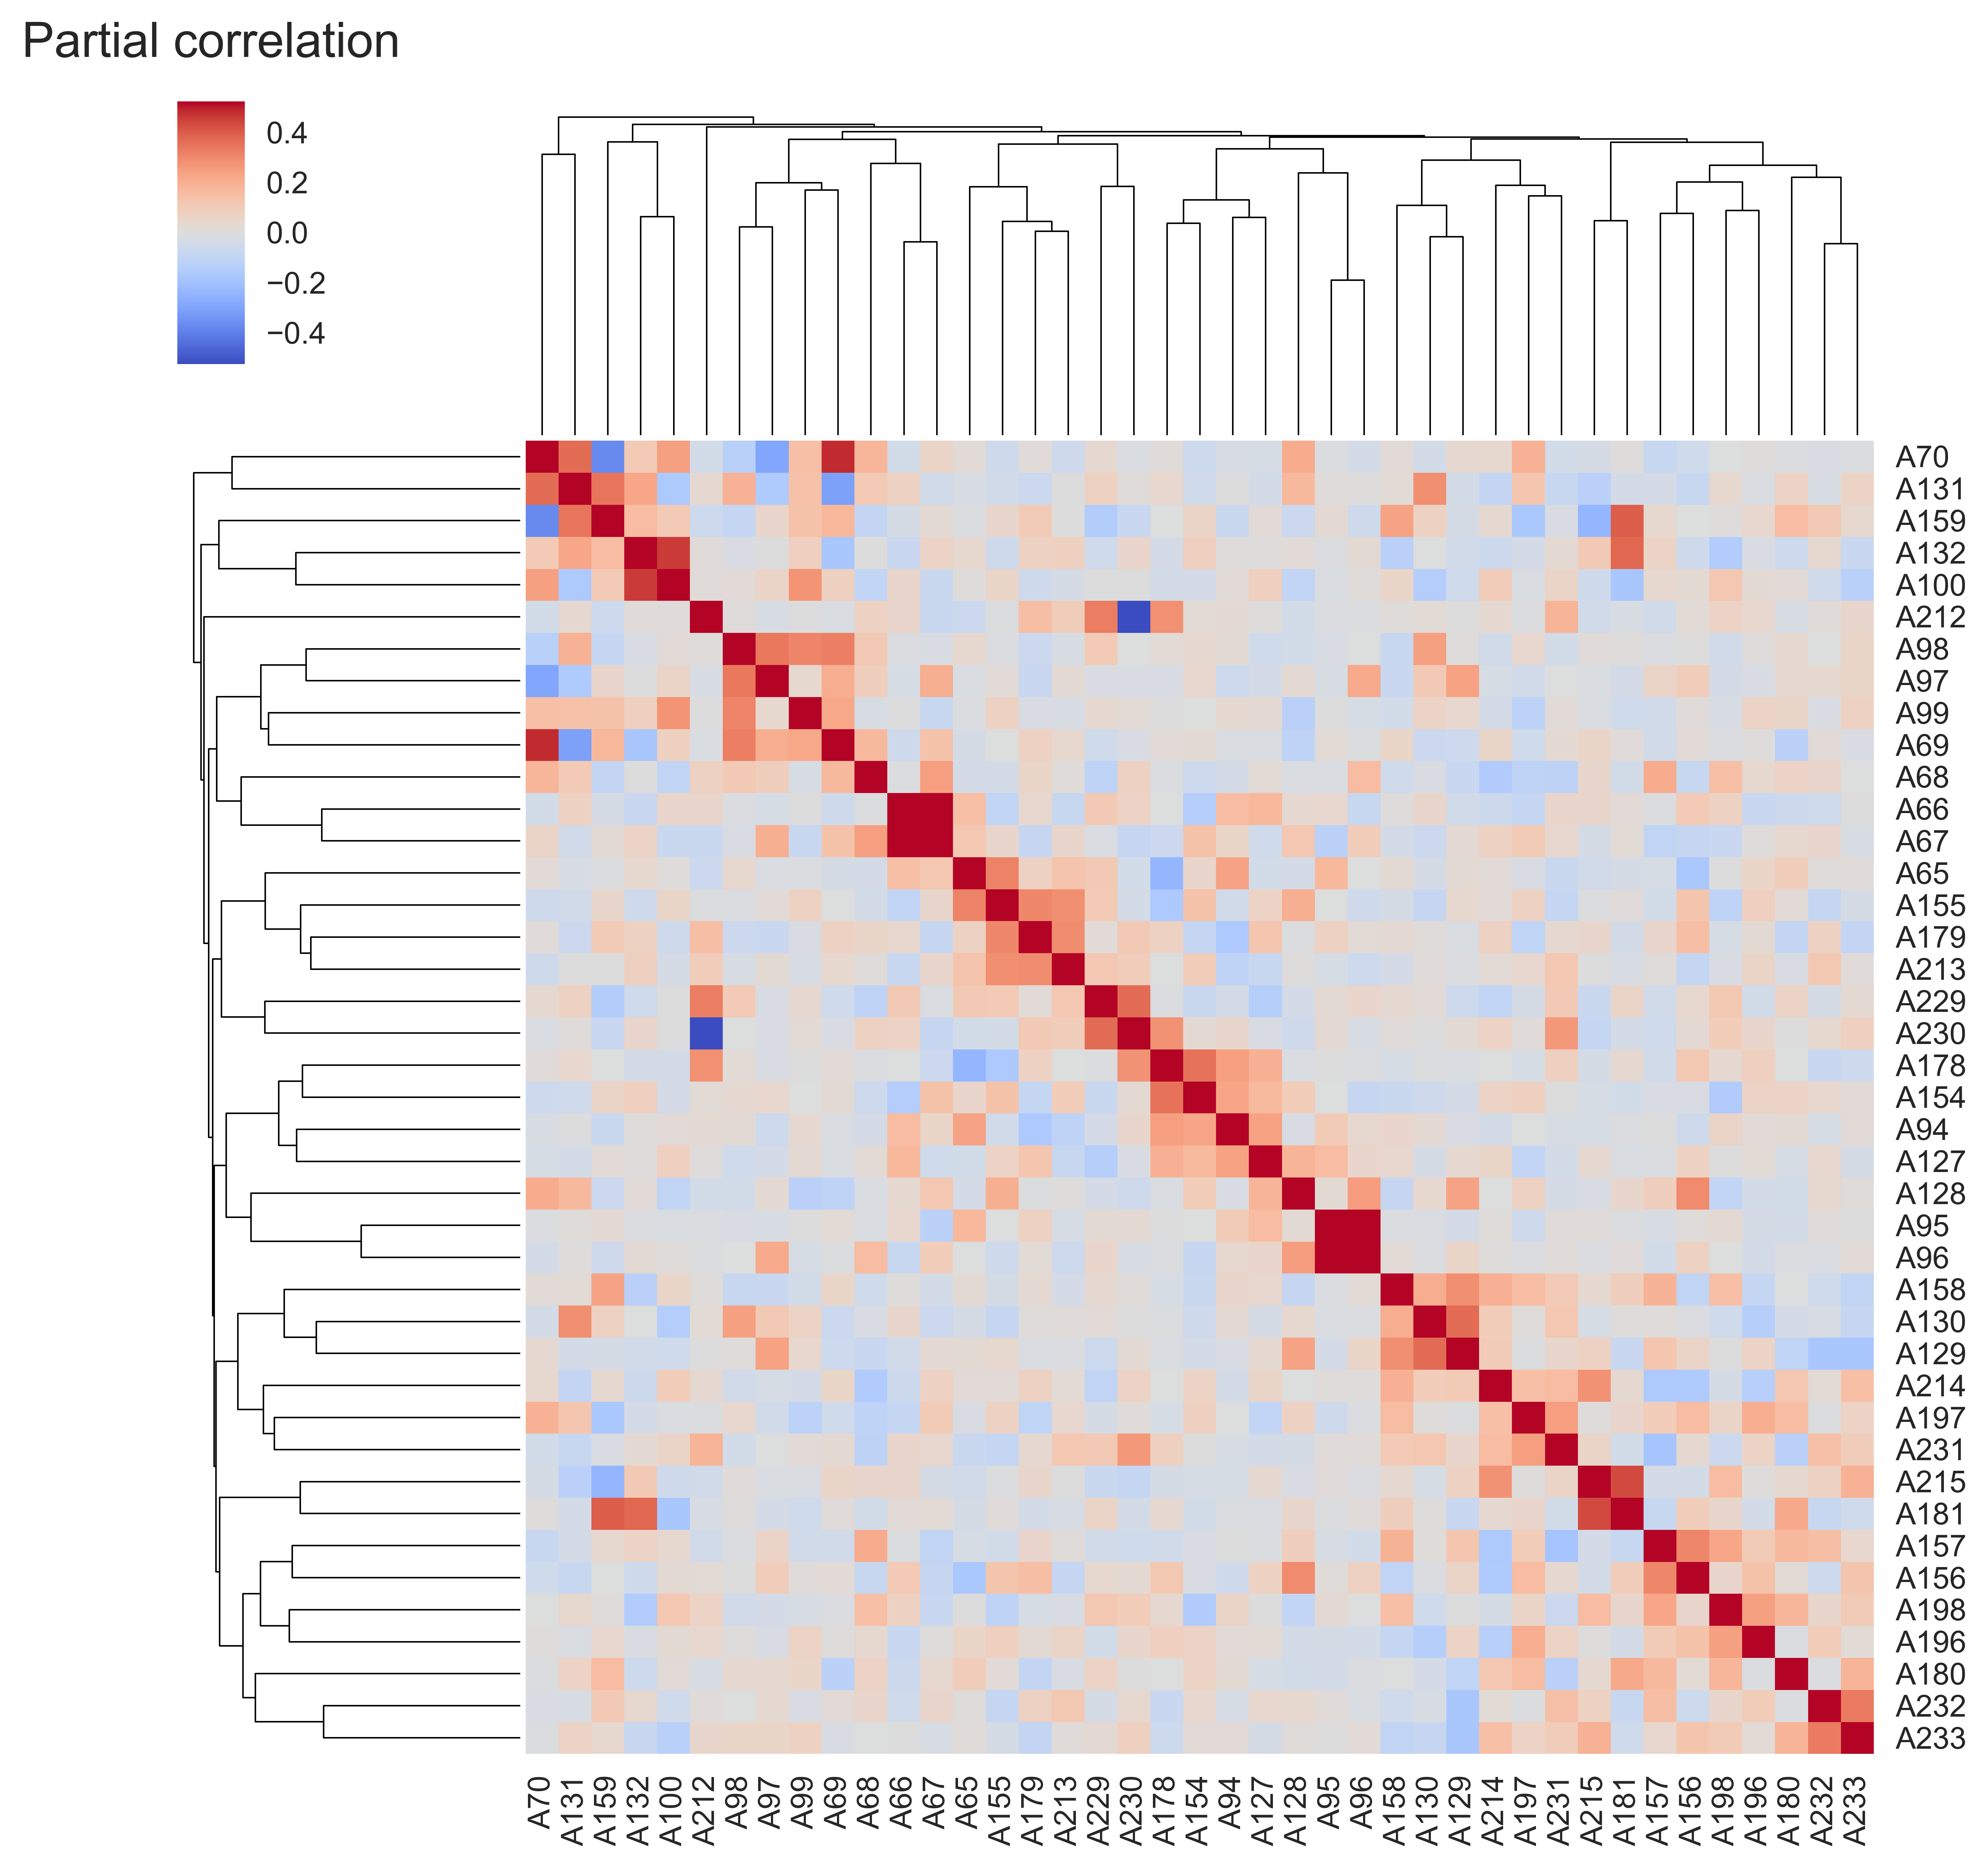 Partial correlation
0.4
0.2
0.0
−0.2
−0.4
A70
A131
A159
A132
A100
A212
A98
A97
A99
A69
A68
A66
A67
A65
A155
A179
A213
A229
A230
A178
A154
A94
A127
A128
A95
A96
A158
A130
A129
A214
A197
A231
A215
A181
A157
A156
A198
A196
A180
A232
A233
A70
A131
A159
A132
A100
A212
A98
A97
A99
A69
A68
A66
A67
A65
A155
A179
A213
A229
A230
A178
A154
A94
A127
A128
A95
A96
A158
A130
A129
A214
A197
A231
A215
A181
A157
A156
A198
A196
A180
A232
A233